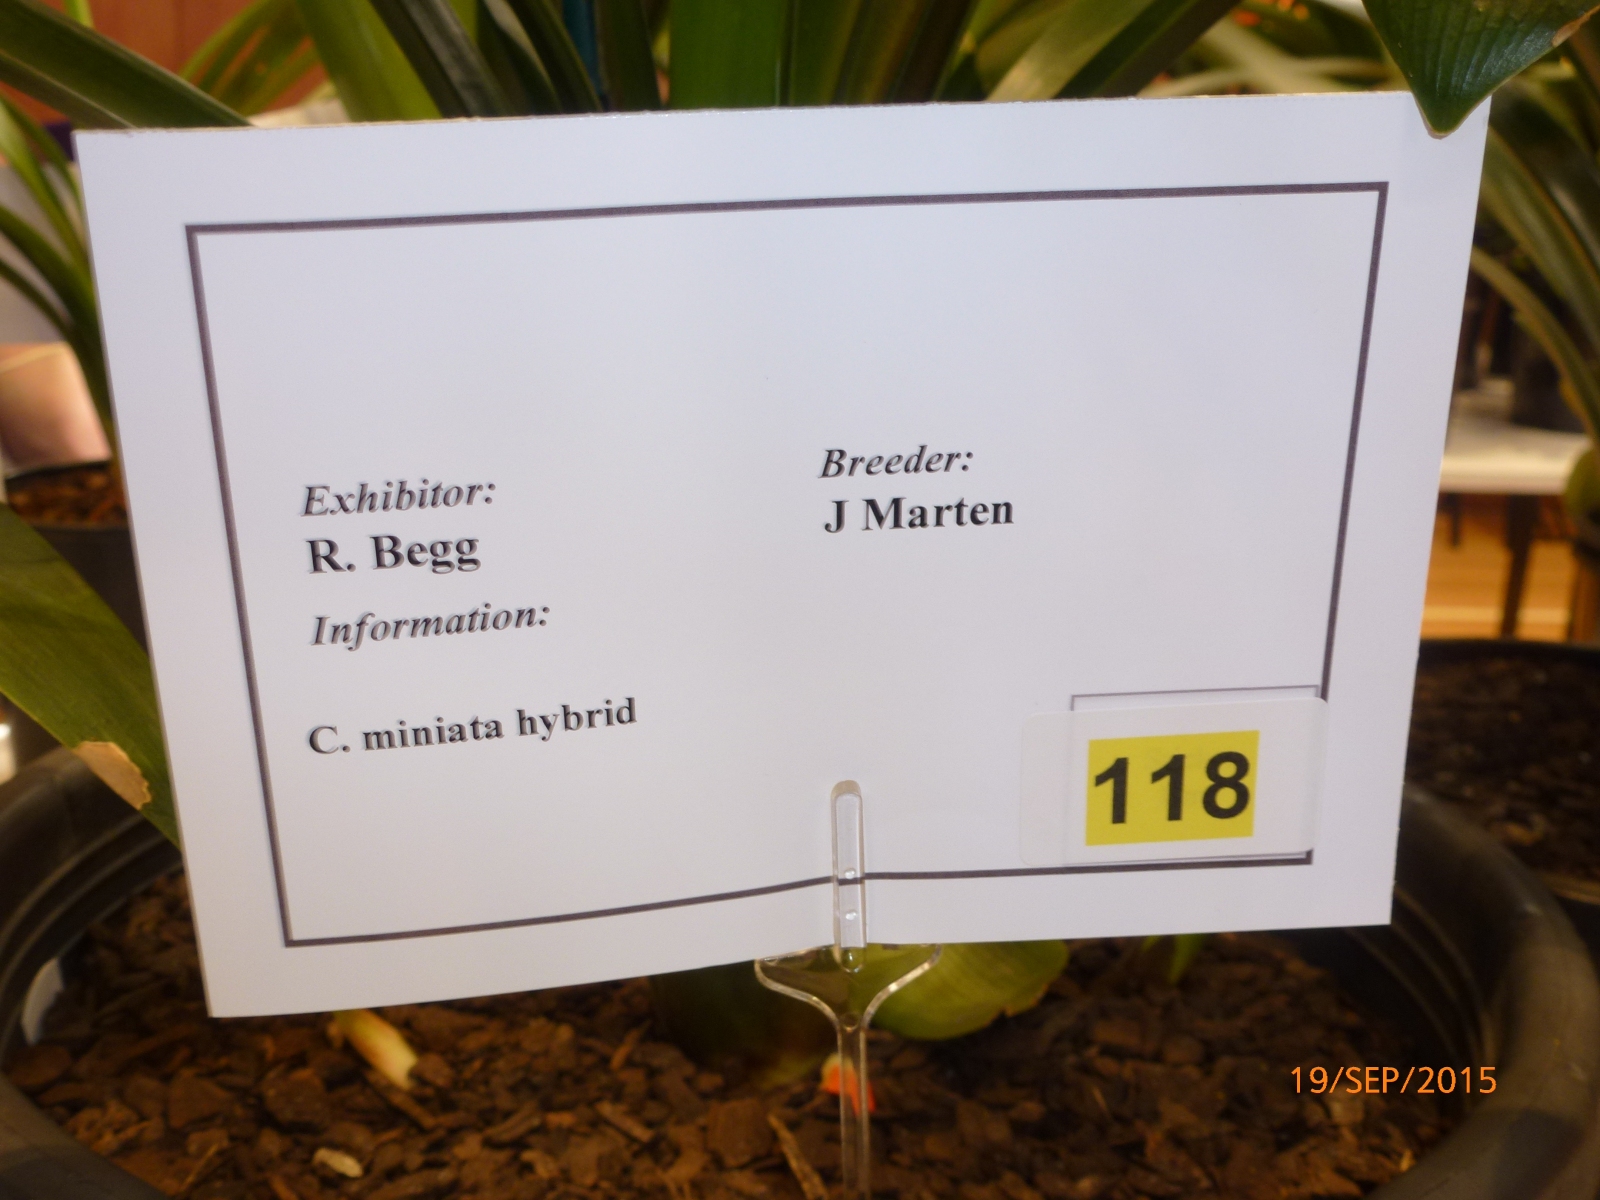 Exhibitor:
R. Begg
Breeder:
J Marten
Information:
C. miniata hybrid
118
19/SEP/2015